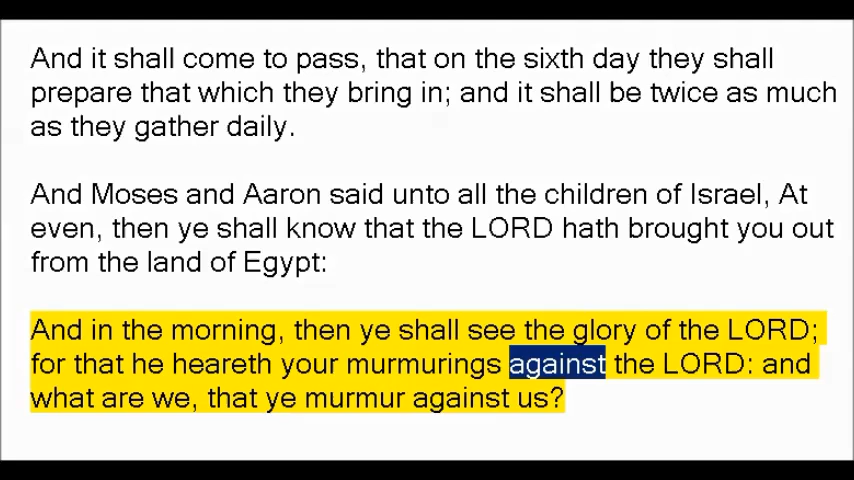 And it shall come to pass, that on the sixth day they shall
prepare that which they bring in; and it shall be twice as much
as they gather daily.
And Moses and Aaron said unto all the children of Israel, At
even, then ye shall know that the LORD hath brought you out
from the land of Egypt:
And in the morning, then ye shall see the glory of the LORD;
for that he heareth your murmurings against the LORD: and
what are we, that ye murmur against us?